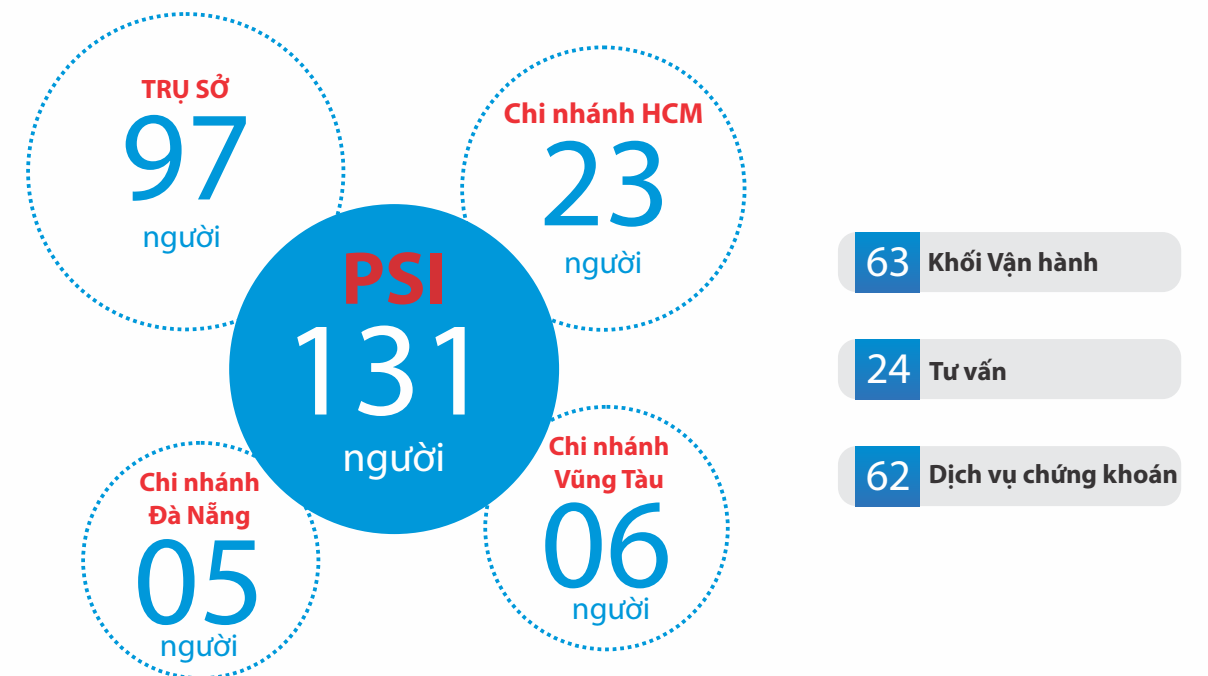 TRỤ SỞ
97
người
Chi nhánh HCM
23
người
PSI
131
người
Chi nhánh
Đà Nẵng
05
người
Chi nhánh
Vũng Tàu
06
người
63 Khối Vận hành
24 Tư vấn
62 Dịch vụ chứng khoán